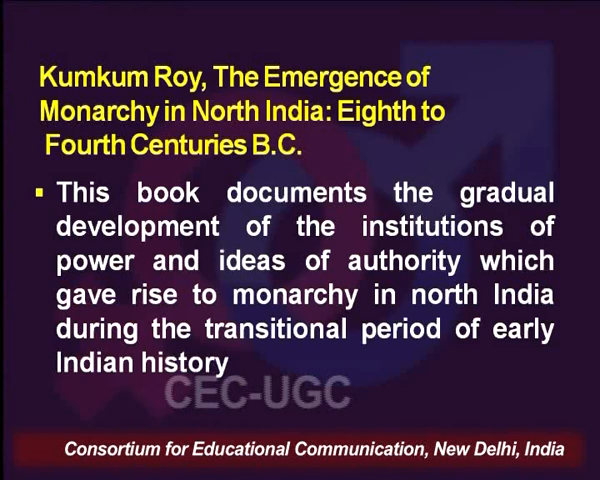 Kumkum Roy, The Emergence of
Monarchy in North India: Eighth to
Fourth Centuries B.C.
▪ This book documents the gradual
development of the institutions of
power and ideas of authority which
gave rise to monarchy in north India
during the transitional period of early
Indian history
CEC-UGC
Consortium for Educational Communication, New Delhi, India